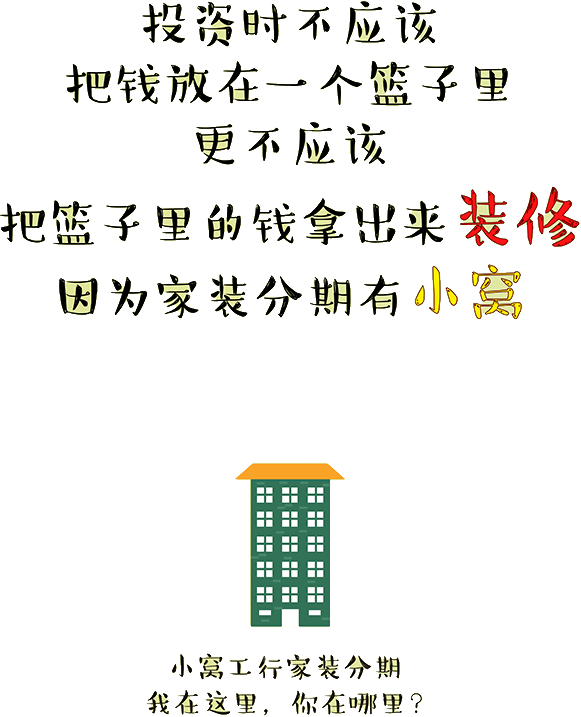 投资时不应该
把钱放在一个篮子里
更不应该
把篮子里的钱拿出来装修
因为家装分期有小窝
小窝工行家装分期
我在这里，你在哪里？